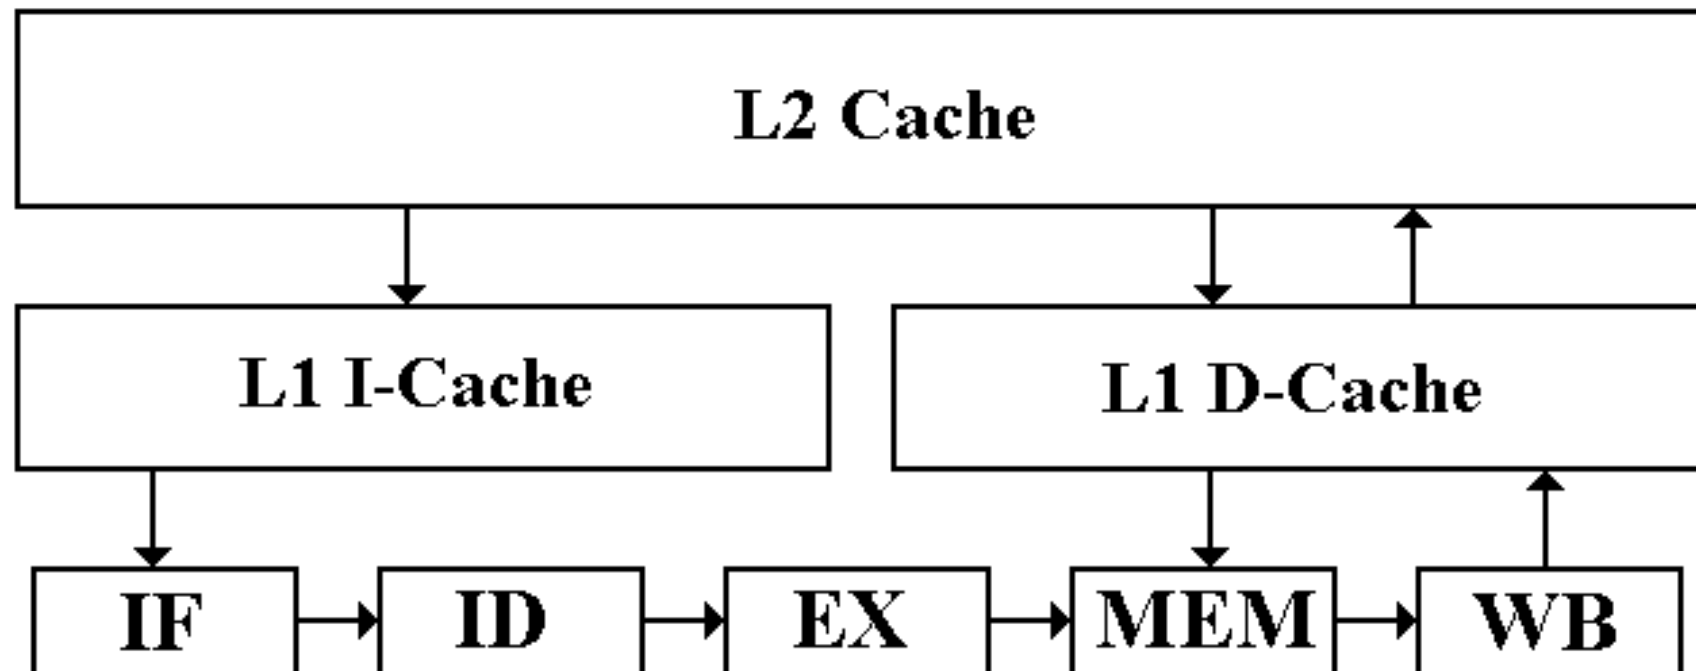 L2 Cache
L1 I-Cache
L1 D-Cache
IF
ID
EX
MEM
WB